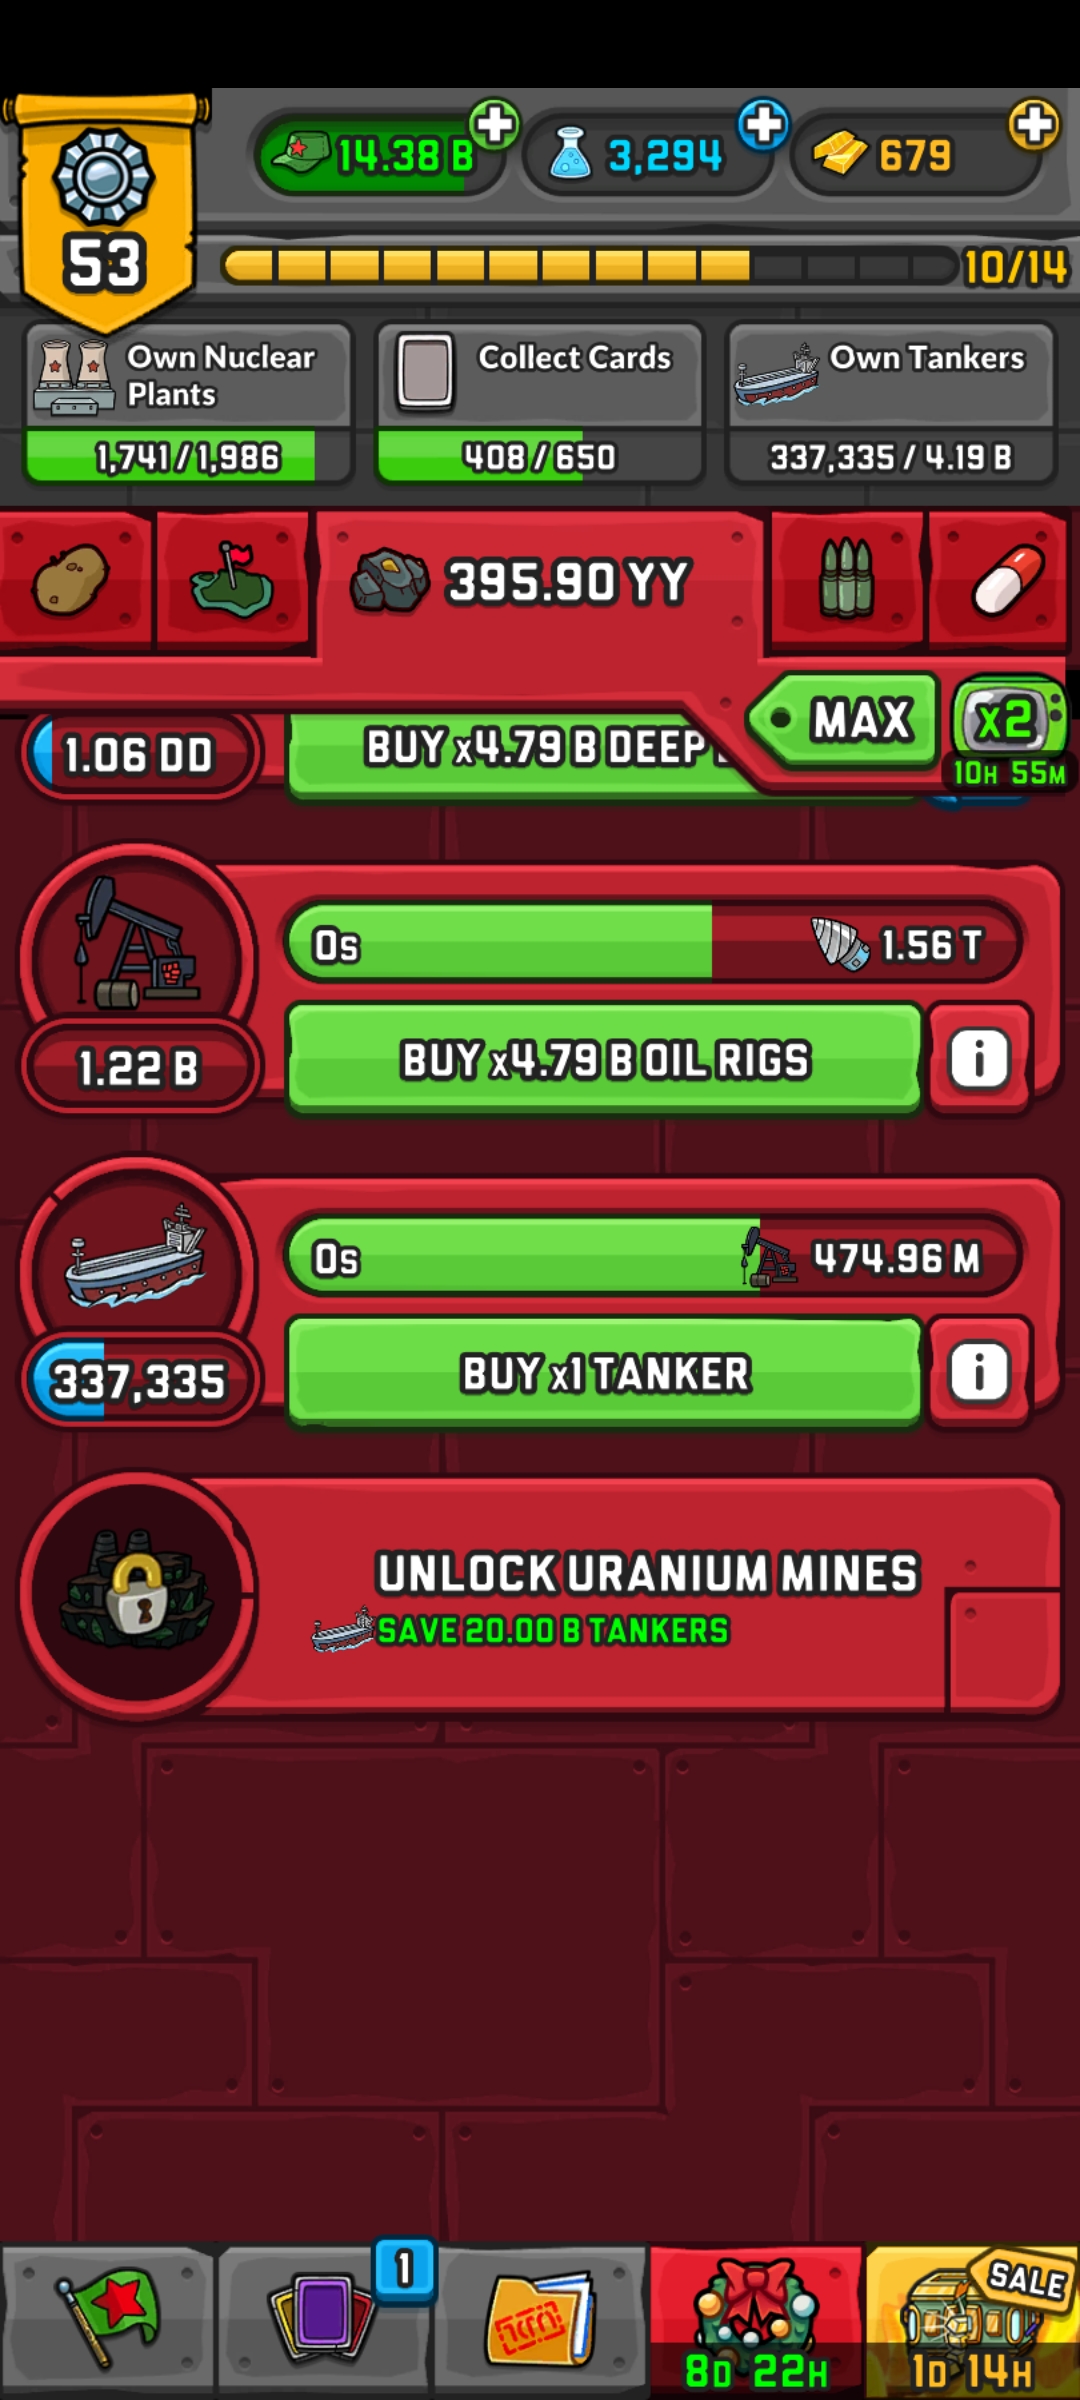 14.38 B
3,294
679
53
10/14
Own Nuclear Plants
Collect Cards
Own Tankers
1,741/1,986
408/650
337,335/4.19 B
395.90 YY
MAX
x2
10H 55M
1.06 DD
BUY x4.79 B DEEP
0s
1.56 T
1.22 B
BUY x4.79 B OIL RIGS
i
0s
474.96 M
337,335
BUY x1 TANKER
i
UNLOCK URANIUM MINES
SAVE 20.00 B TANKERS
1
SALE
8D 22H
1D 14H